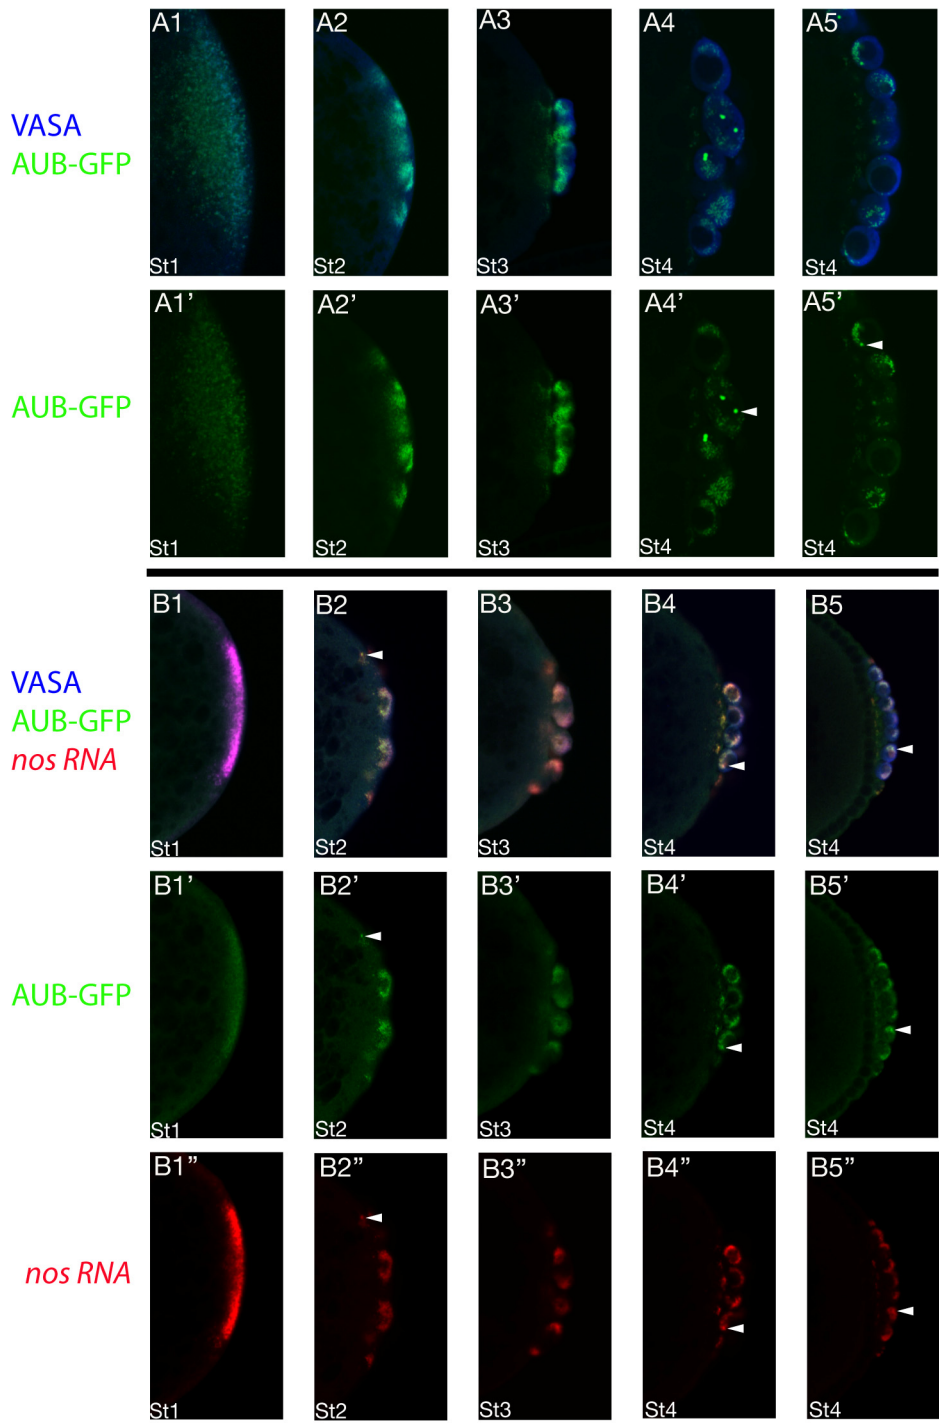 A1 A2 A3 A4 A5
VASA
AUB-GFP
St1 St2 St3 St4 St4
A1’ A2’ A3’ A4’ A5’
AUB-GFP
St1 St2 St3 St4 St4
B1 B2 B3 B4 B5
VASA
AUB-GFP
nos RNA
St1 St2 St3 St4 St4
B1’ B2’ B3’ B4’ B5’
AUB-GFP
St1 St2 St3 St4 St4
B1” B2” B3” B4” B5”
nos RNA
St1 St2 St3 St4 St4